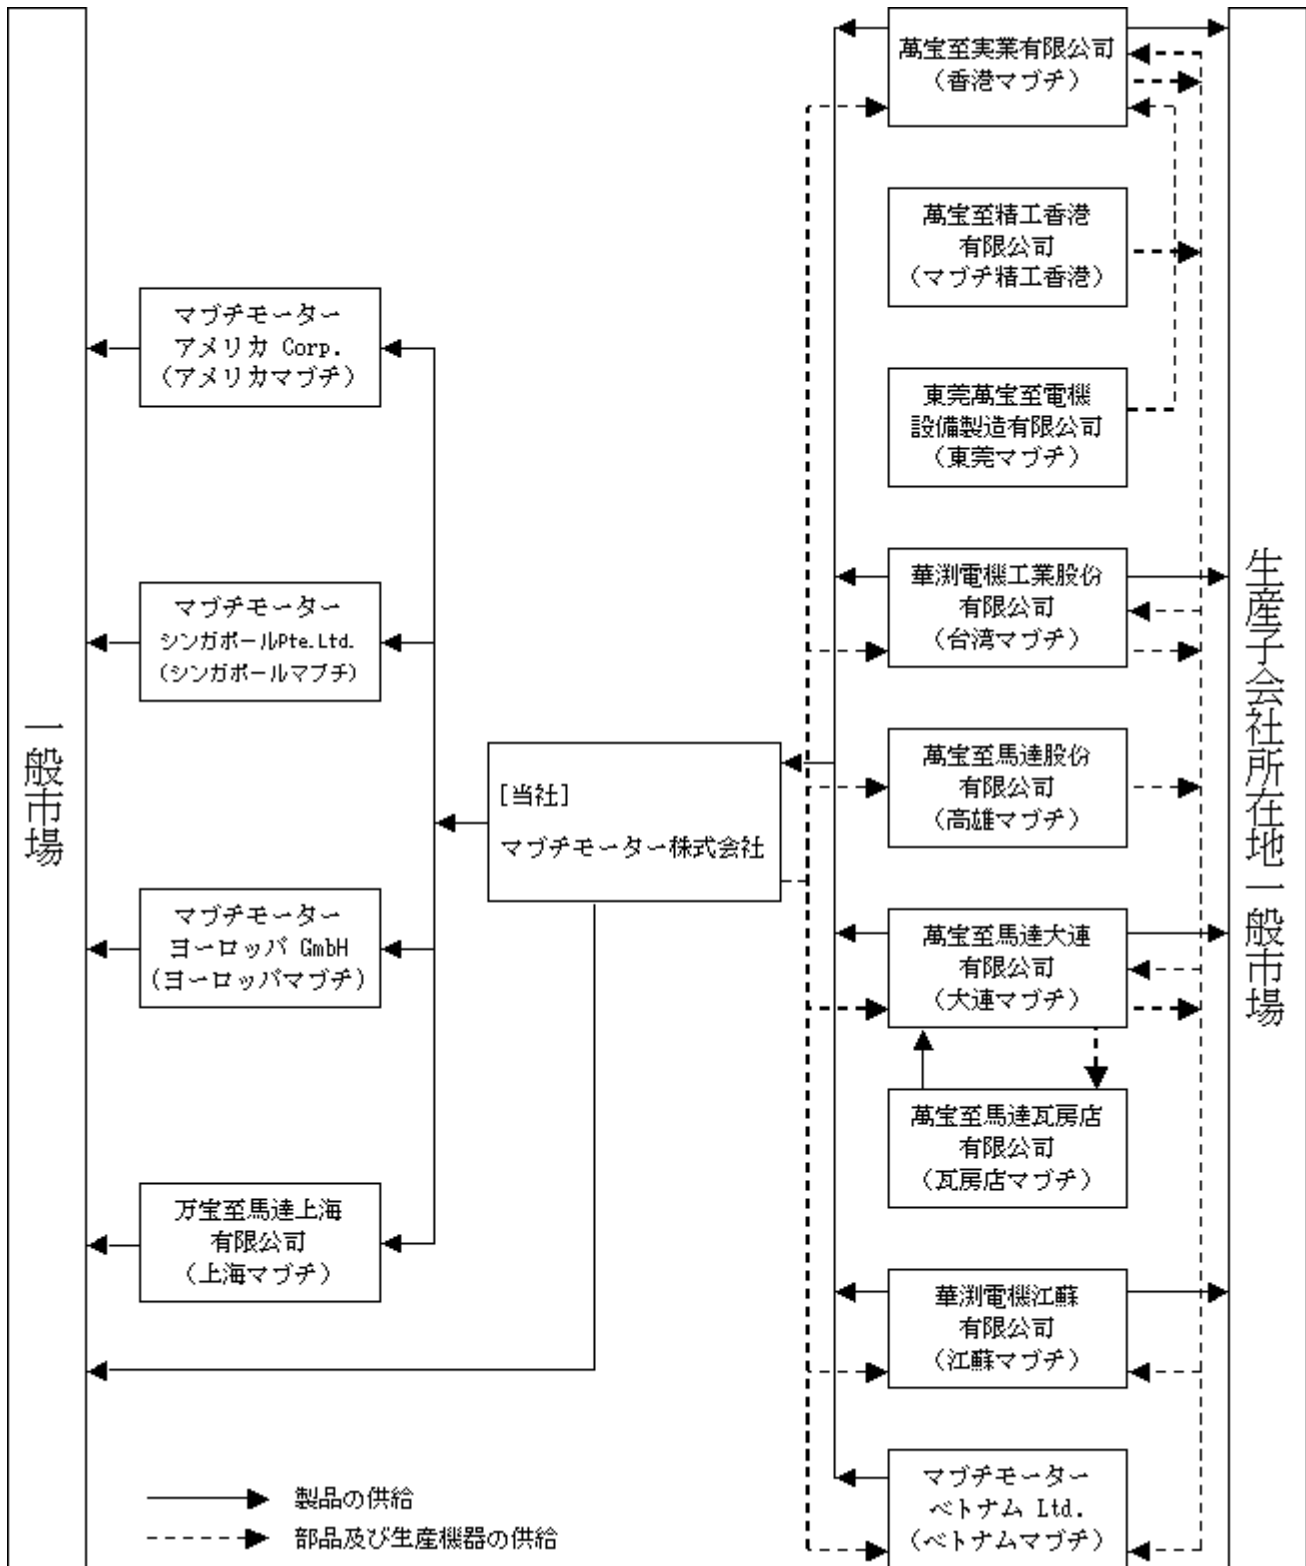 一般市場
マブチモーター
アメリカ Corp.
(アメリカマブチ)
マブチモーター
シンガポールPte.Ltd.
(シンガポールマブチ)
マブチモーター
ヨーロッパ GmbH
(ヨーロッパマブチ)
万宝至馬達上海
有限公司
(上海マブチ)
[当社]
マブチモーター株式会社
萬宝至実業有限公司
(香港マブチ)
萬宝至精工香港
有限公司
(マブチ精工香港)
東莞萬宝至電機
設備製造有限公司
(東莞マブチ)
華渕電機工業股份
有限公司
(台湾マブチ)
萬宝至馬達股份
有限公司
(高雄マブチ)
萬宝至馬達大連
有限公司
(大連マブチ)
萬宝至馬達瓦房店
有限公司
(瓦房店マブチ)
華渕電機江蘇
有限公司
(江蘇マブチ)
マブチモーター
ベトナム Ltd.
(ベトナムマブチ)
生産子会社所在地一般市場
製品の供給
部品及び生産機器の供給